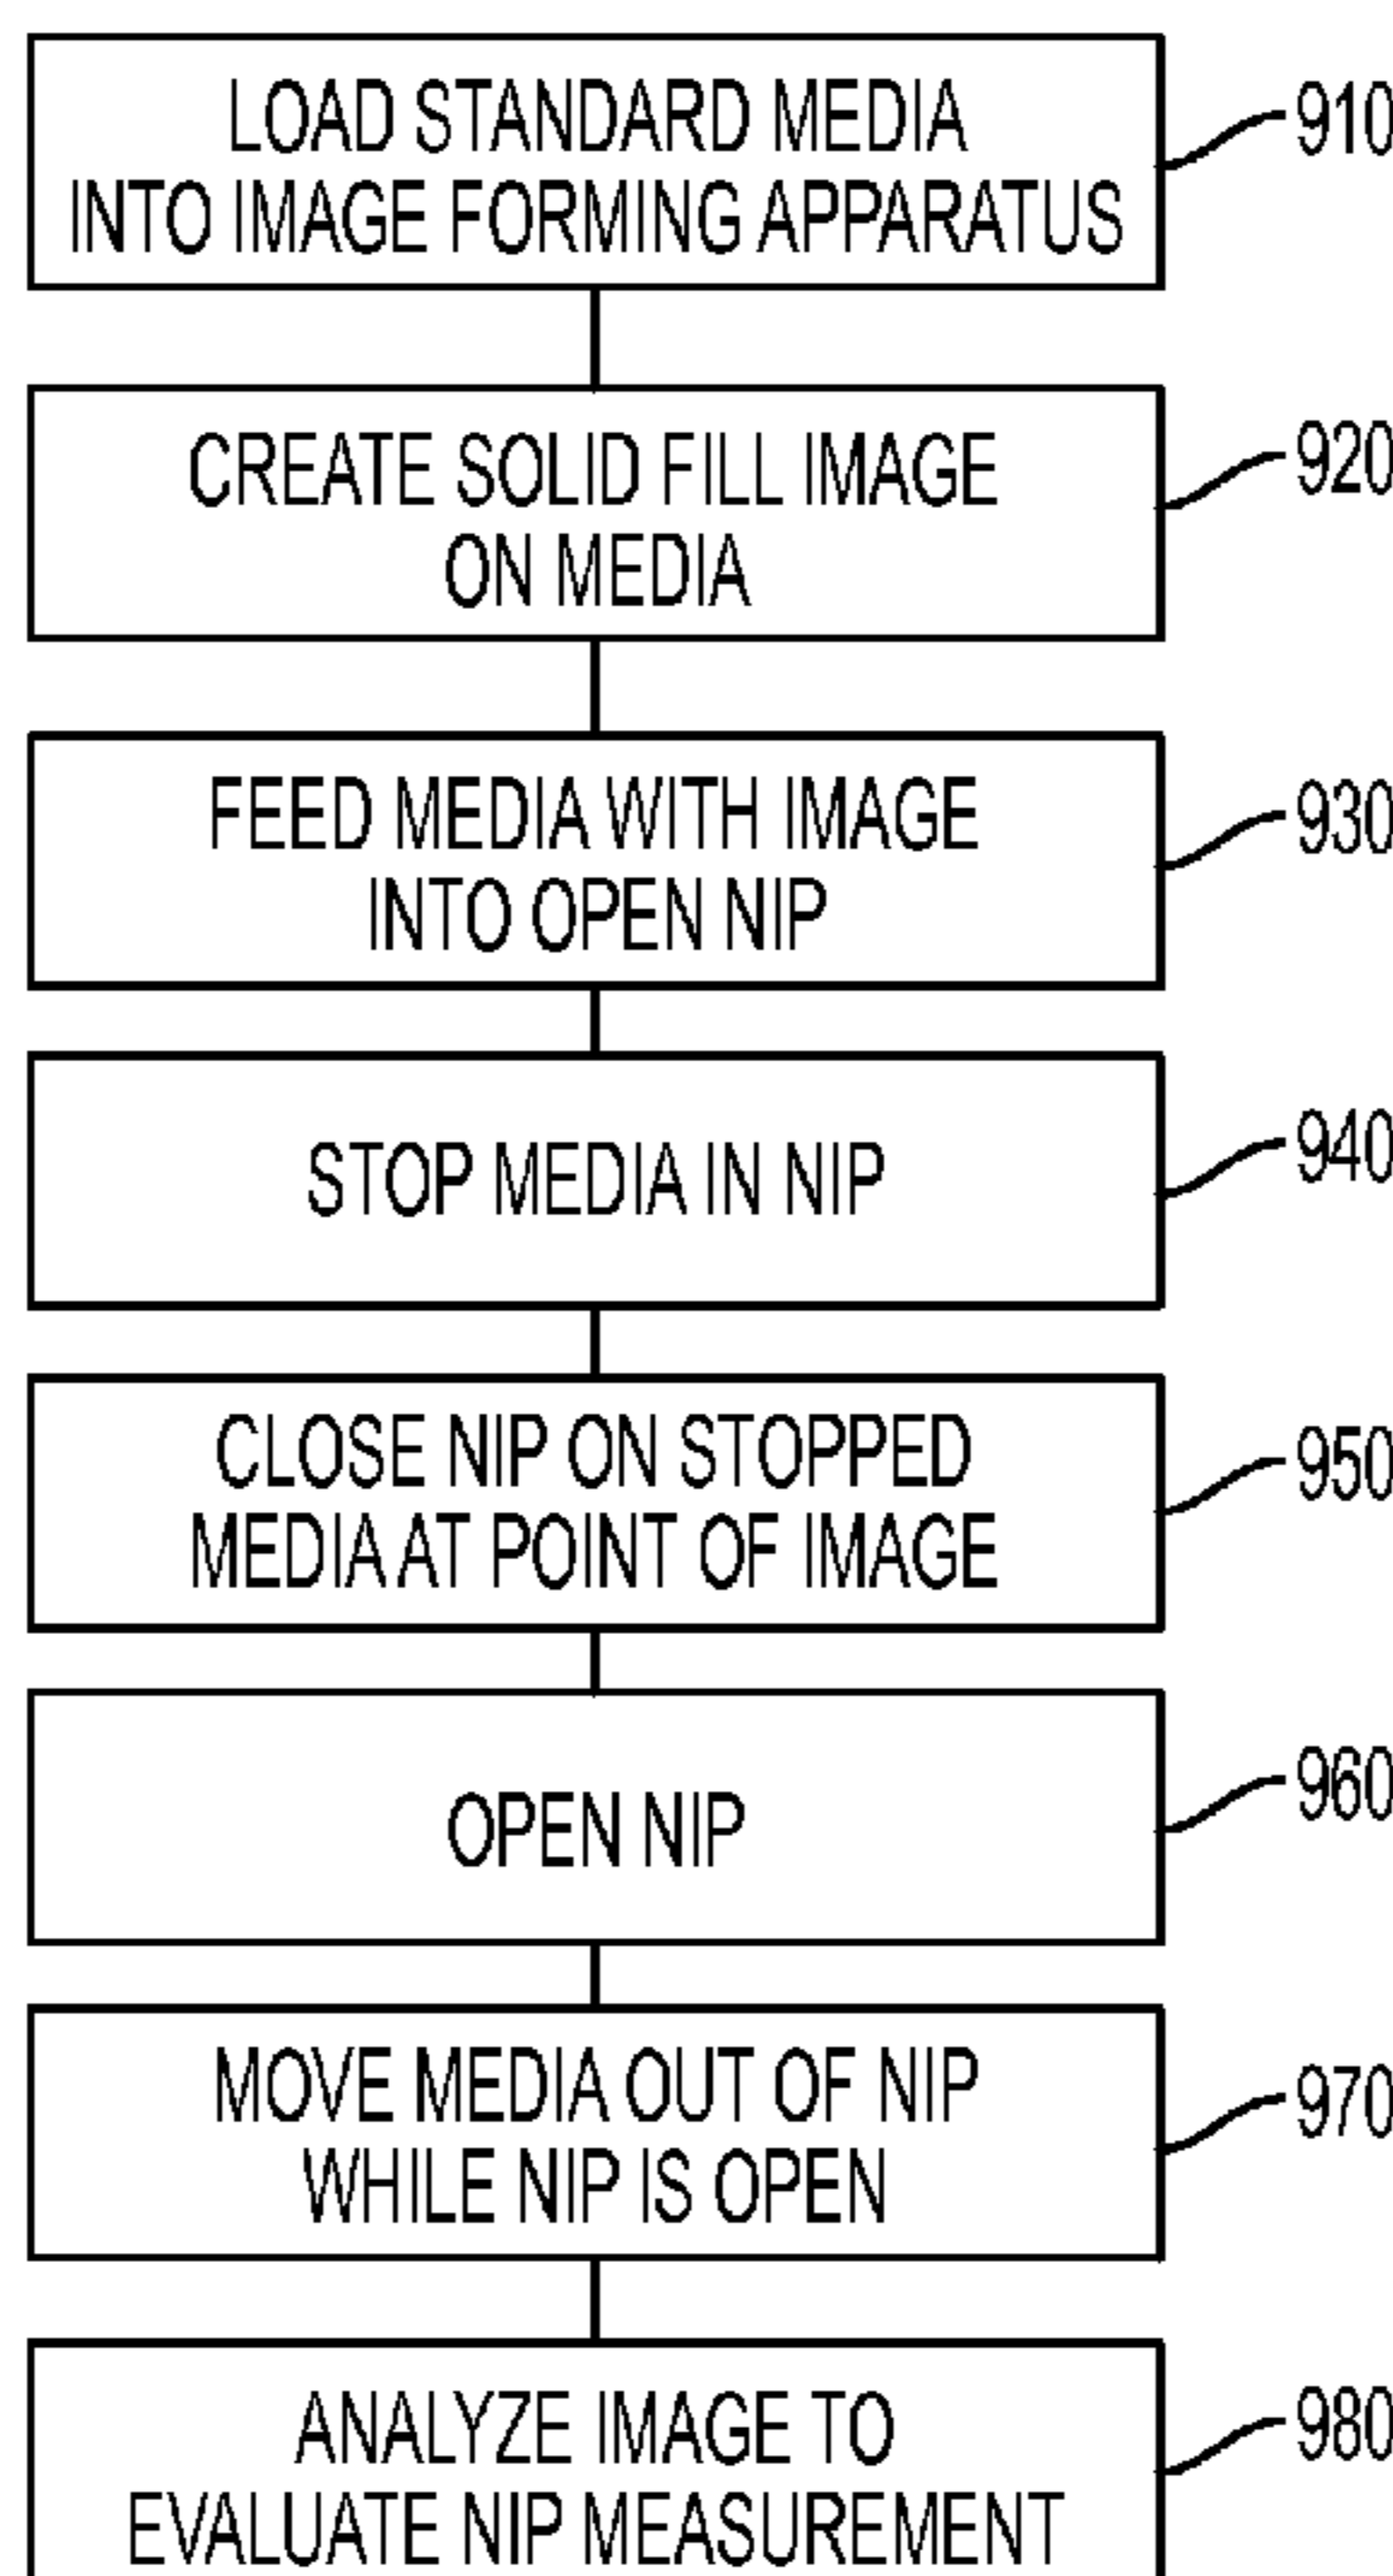 LOAD STANDARD MEDIA
INTO IMAGE FORMING APPARATUS
910
CREATE SOLID FILL IMAGE
ON MEDIA
920
FEED MEDIA WITH IMAGE
INTO OPEN NIP
930
STOP MEDIA IN NIP
940
CLOSE NIP ON STOPPED
MEDIA AT POINT OF IMAGE
950
OPEN NIP
960
MOVE MEDIA OUT OF NIP
WHILE NIP IS OPEN
970
ANALYZE IMAGE TO
EVALUATE NIP MEASUREMENT
980